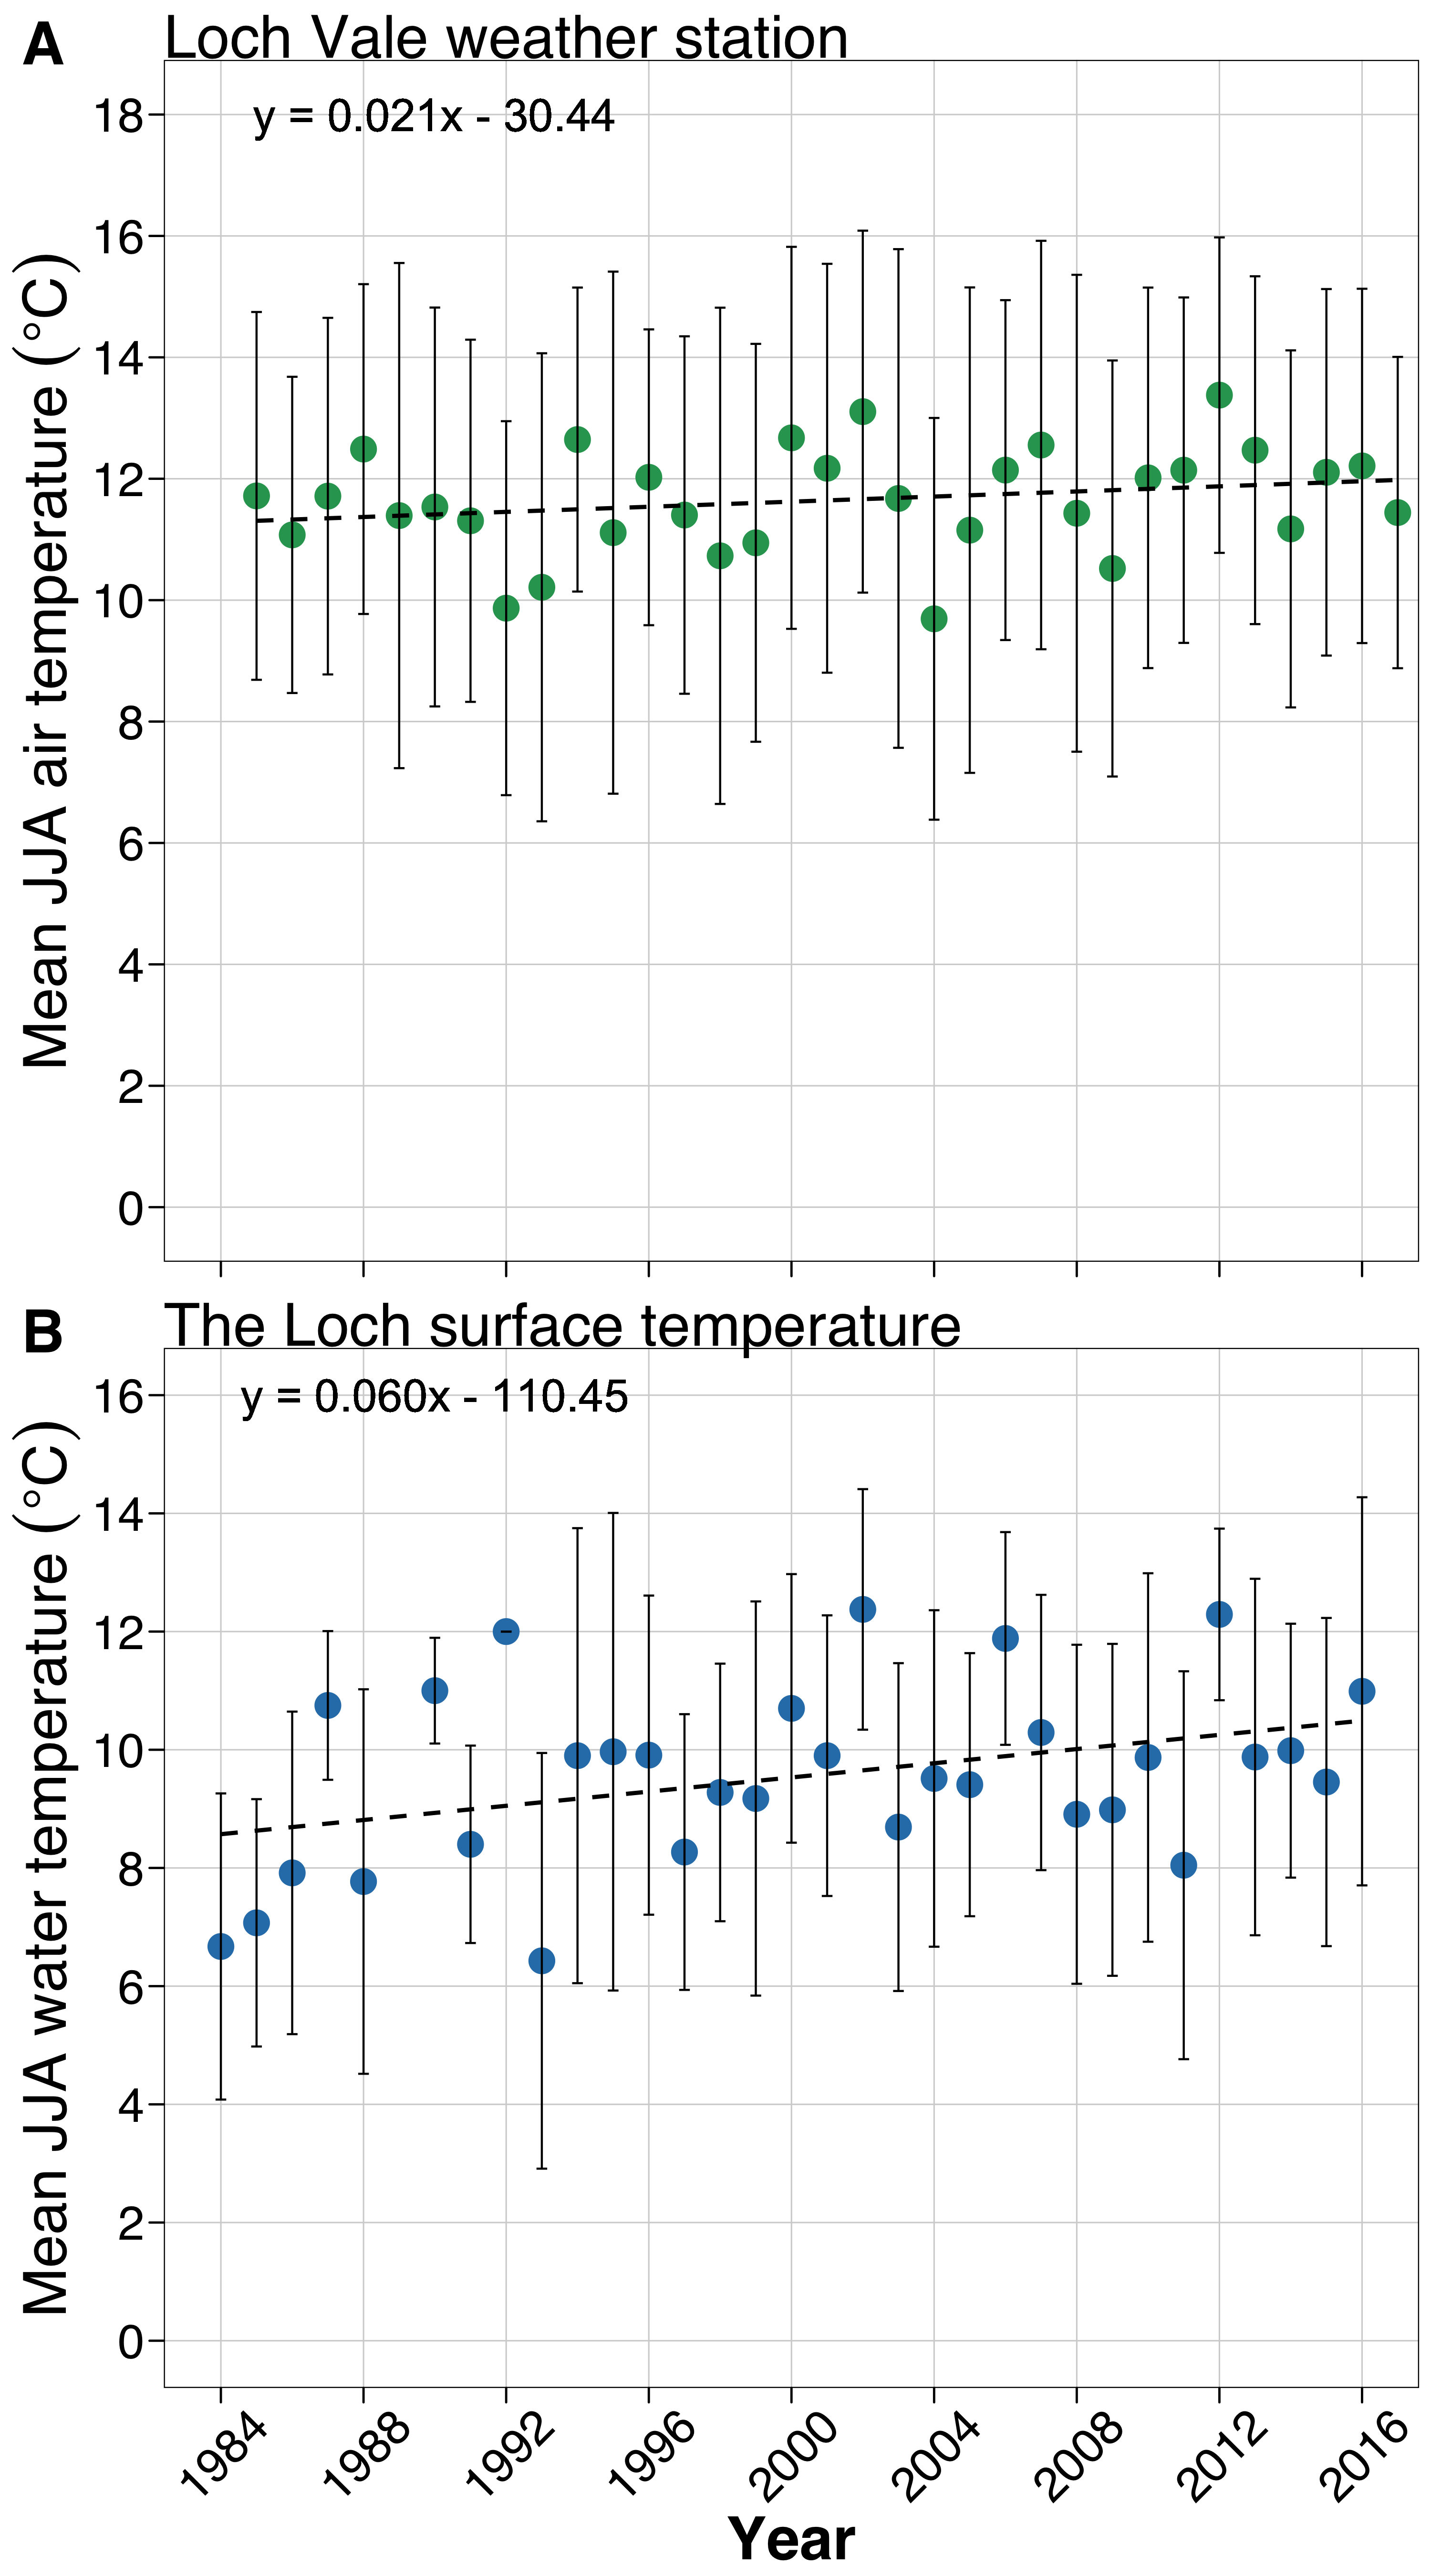 A Loch Vale weather station
y = 0.021x - 30.44
18
16
14
12
10
8
6
4
2
0
Mean JJA air temperature (°C)
B The Loch surface temperature
y = 0.060x - 110.45
16
14
12
10
8
6
4
2
0
Mean JJA water temperature (°C)
1984 1988 1992 1996 2000 2004 2008 2012 2016
Year